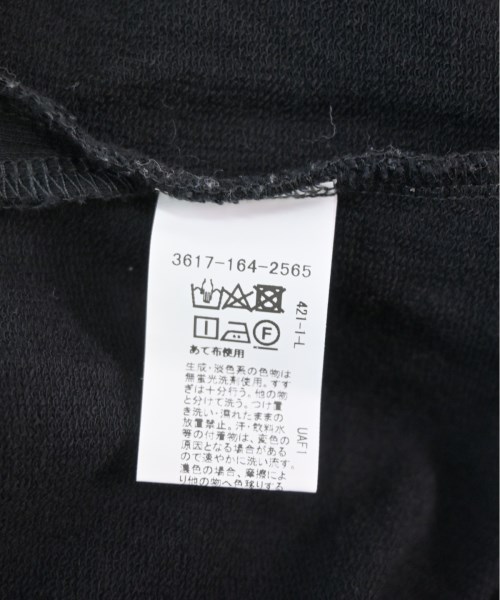 3617-164-2565
F
あて布使用
生成・淡色系の色物は
無蛍光洗剤使用。すす
ぎは十分行う。他の物
と分けて洗う。つけ置
き洗い・濡れたままの
放置禁止。汗・飲料水
等の付着物は、変色の
原因となる場合がある
ので速やかに洗い流す。
濃色の場合、摩擦によ
り他の物へ色移りする
421-1-L
UAF1